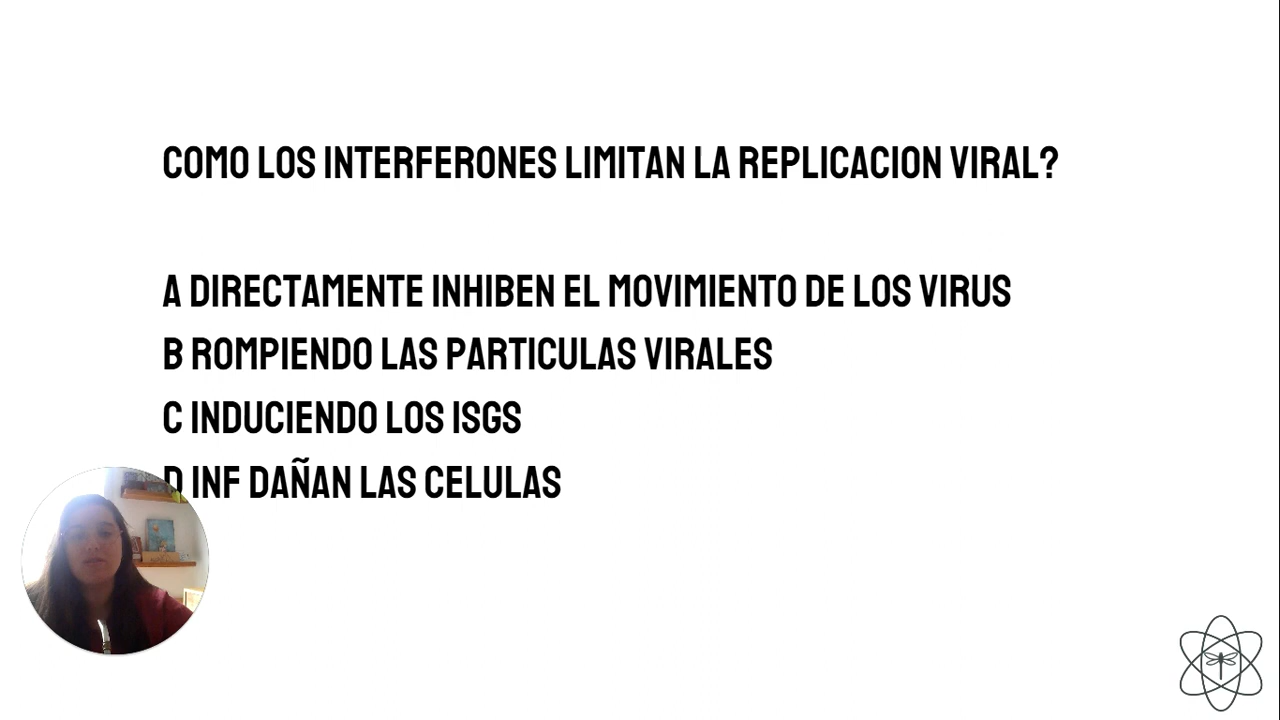 COMO LOS INTERFERONES LIMITAN LA REPLICACION VIRAL?
A DIRECTAMENTE INHIBEN EL MOVIMIENTO DE LOS VIRUS
B ROMPIENDO LAS PARTICULAS VIRALES
C INDUCIENDO LOS ISGS
D INF DAÑAN LAS CELULAS